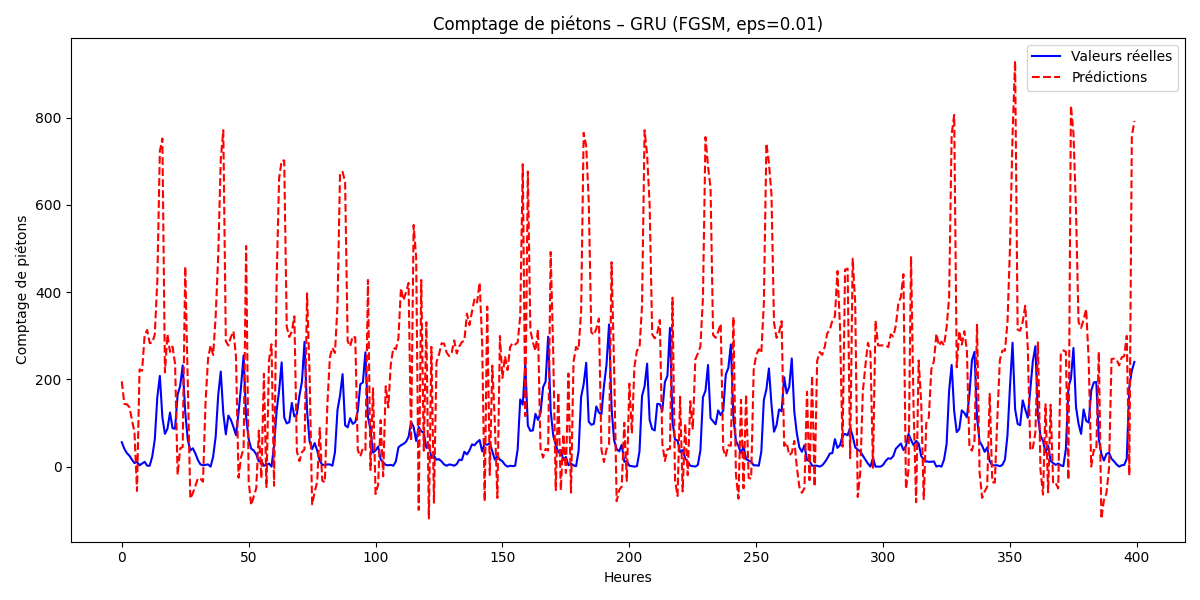 Comptage de piétons – GRU (FGSM, eps=0.01)
Valeurs réelles
Prédictions
Comptage de piétons
800
600
400
200
0
0 50 100 150 200 250 300 350 400
Heures